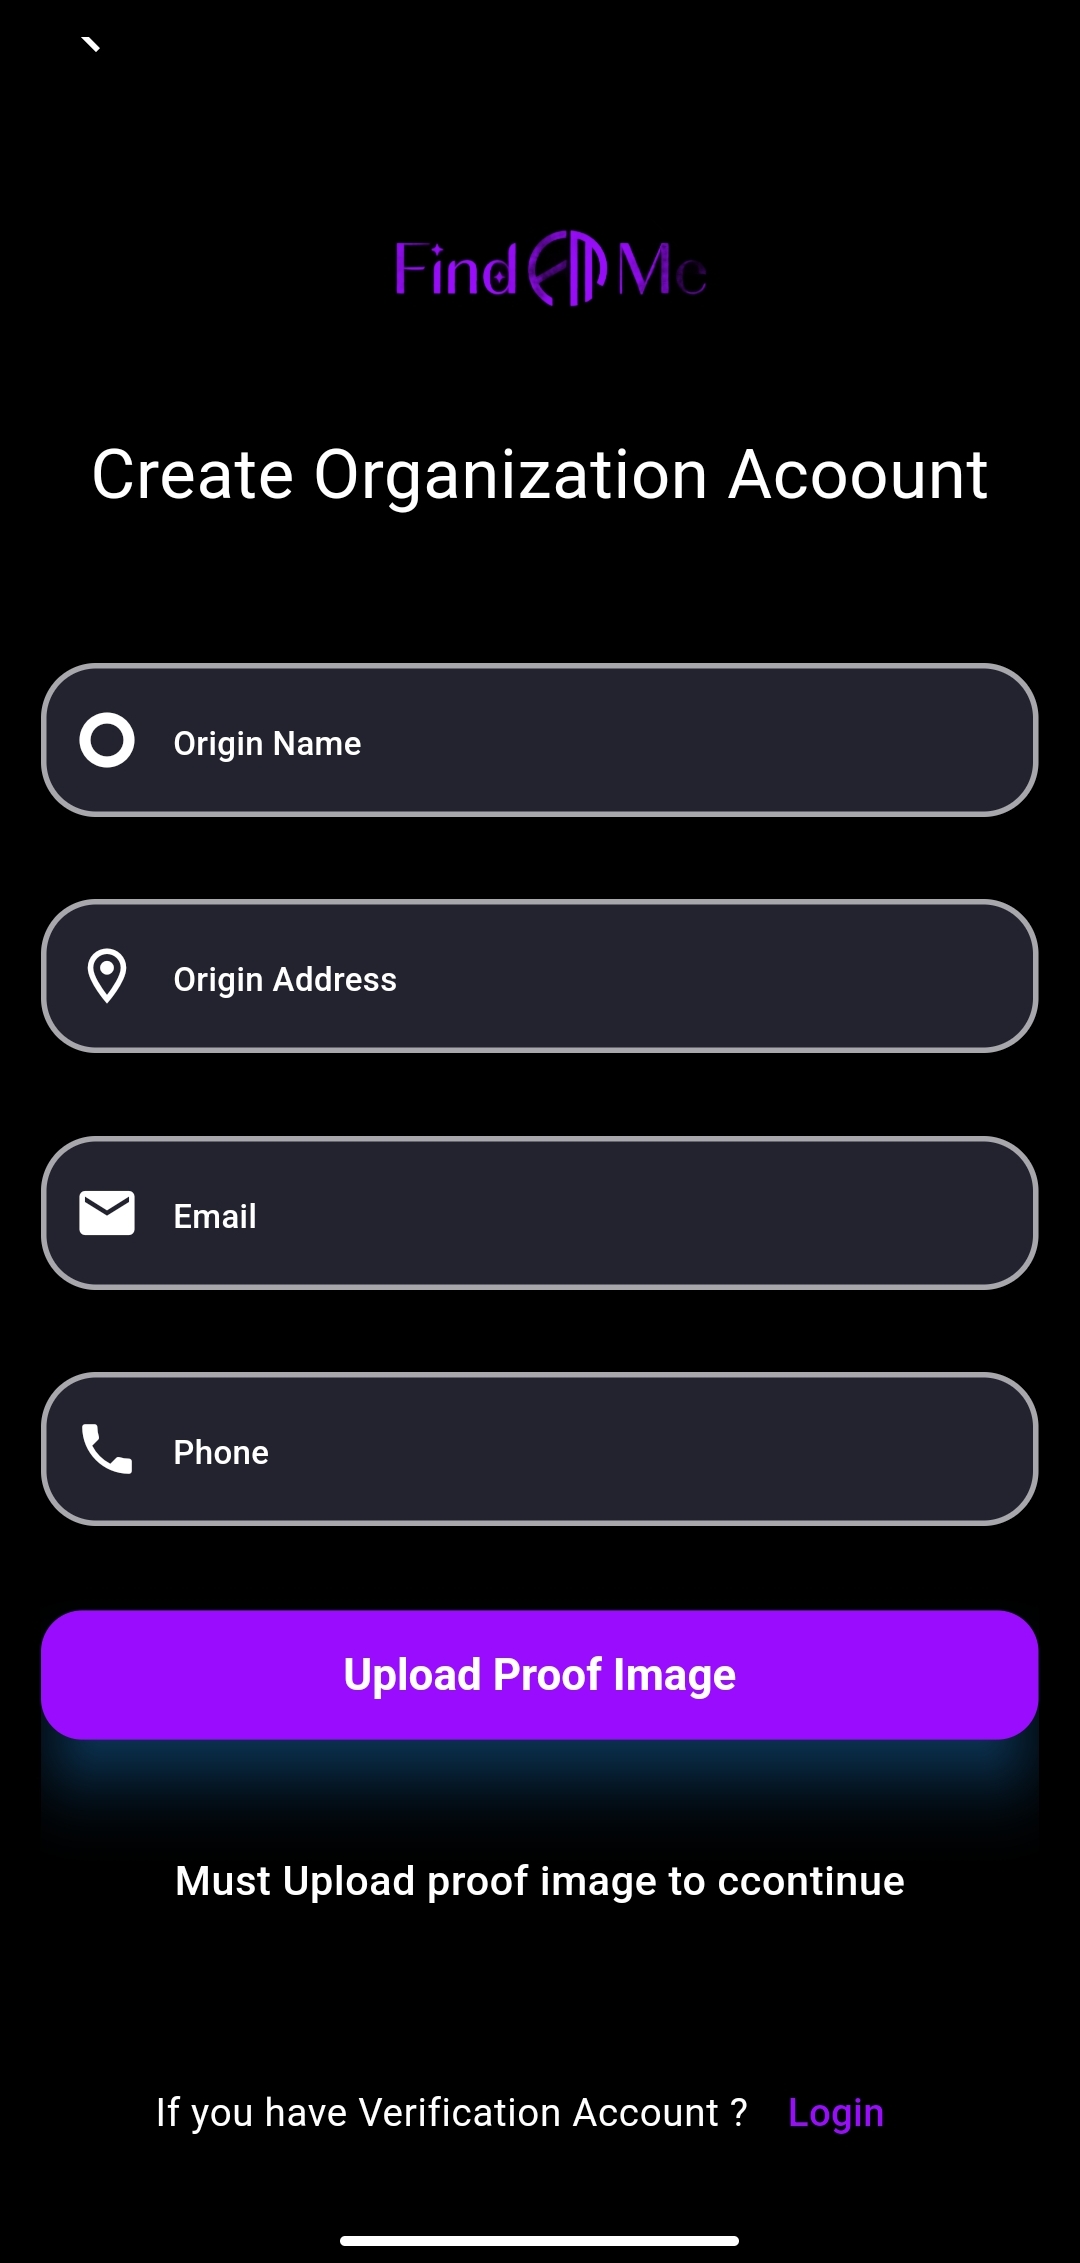 Find Me
Create Organization Acoount
Origin Name
Origin Address
Email
Phone
Upload Proof Image
Must Upload proof image to ccontinue
If you have Verification Account ? Login